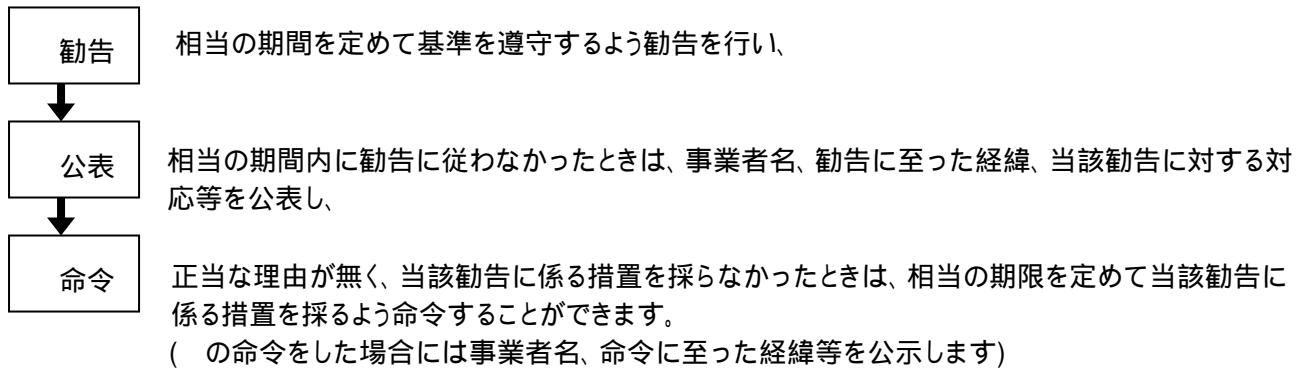 勧告
相当の期間を定めて基準を遵守するよう勧告を行い、
公表
相当の期間内に勧告に従わなかったときは、事業者名、勧告に至った経緯、当該勧告に対する対
応等を公表し、
命令
正当な理由が無く、当該勧告に係る措置を採らなかったときは、相当の期限を定めて当該勧告に
係る措置を採るよう命令することができます。
(　の命令をした場合には事業者名、命令に至った経緯等を公示します)